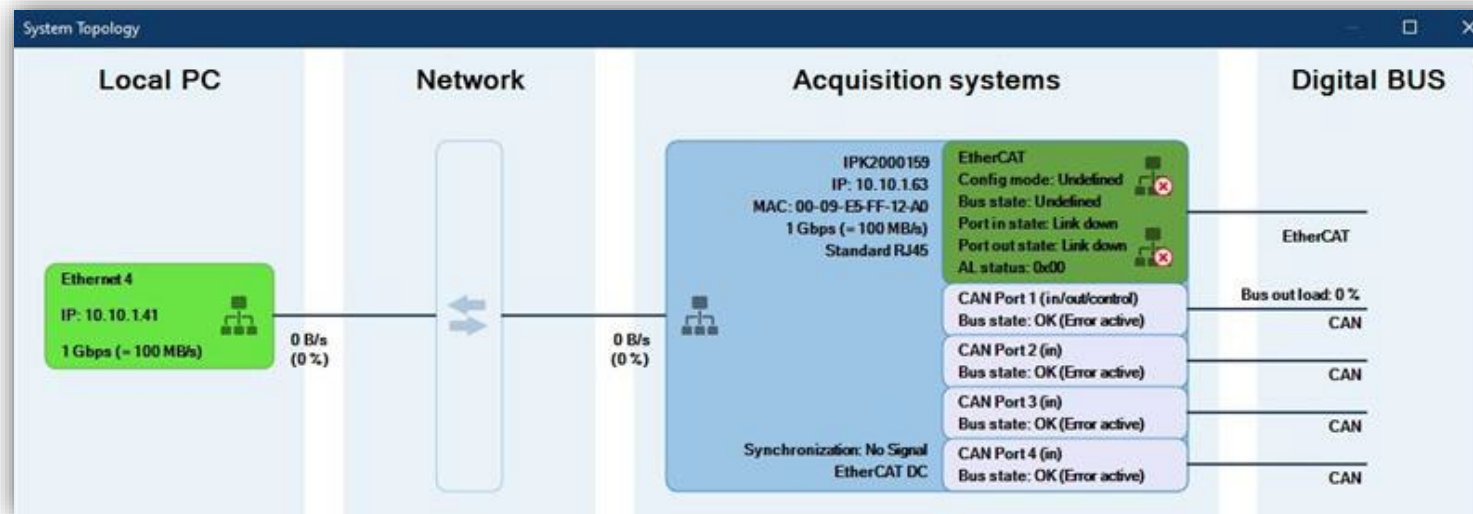 System Topology
Local PC
Network
Acquisition systems
Digital BUS
Ethernet 4
IP: 10.10.1.41
1 Gbps (= 100 MB/s)
0 B/s
(0 %)
0 B/s
(0 %)
IPK2000159
IP: 10.10.1.63
MAC: 00-09-E5-FF-12-A0
1 Gbps (= 100 MB/s)
Standard RJ45
Synchronization: No Signal
EtherCAT DC
EtherCAT
Config mode: Undefined
Bus state: Undefined
Port in state: Link down
Port out state: Link down
AL status: 0x00
CAN Port 1 (in/out/control)
Bus state: OK (Error active)
CAN Port 2 (in)
Bus state: OK (Error active)
CAN Port 3 (in)
Bus state: OK (Error active)
CAN Port 4 (in)
Bus state: OK (Error active)
EtherCAT
Bus out load: 0 %
CAN
CAN
CAN
CAN